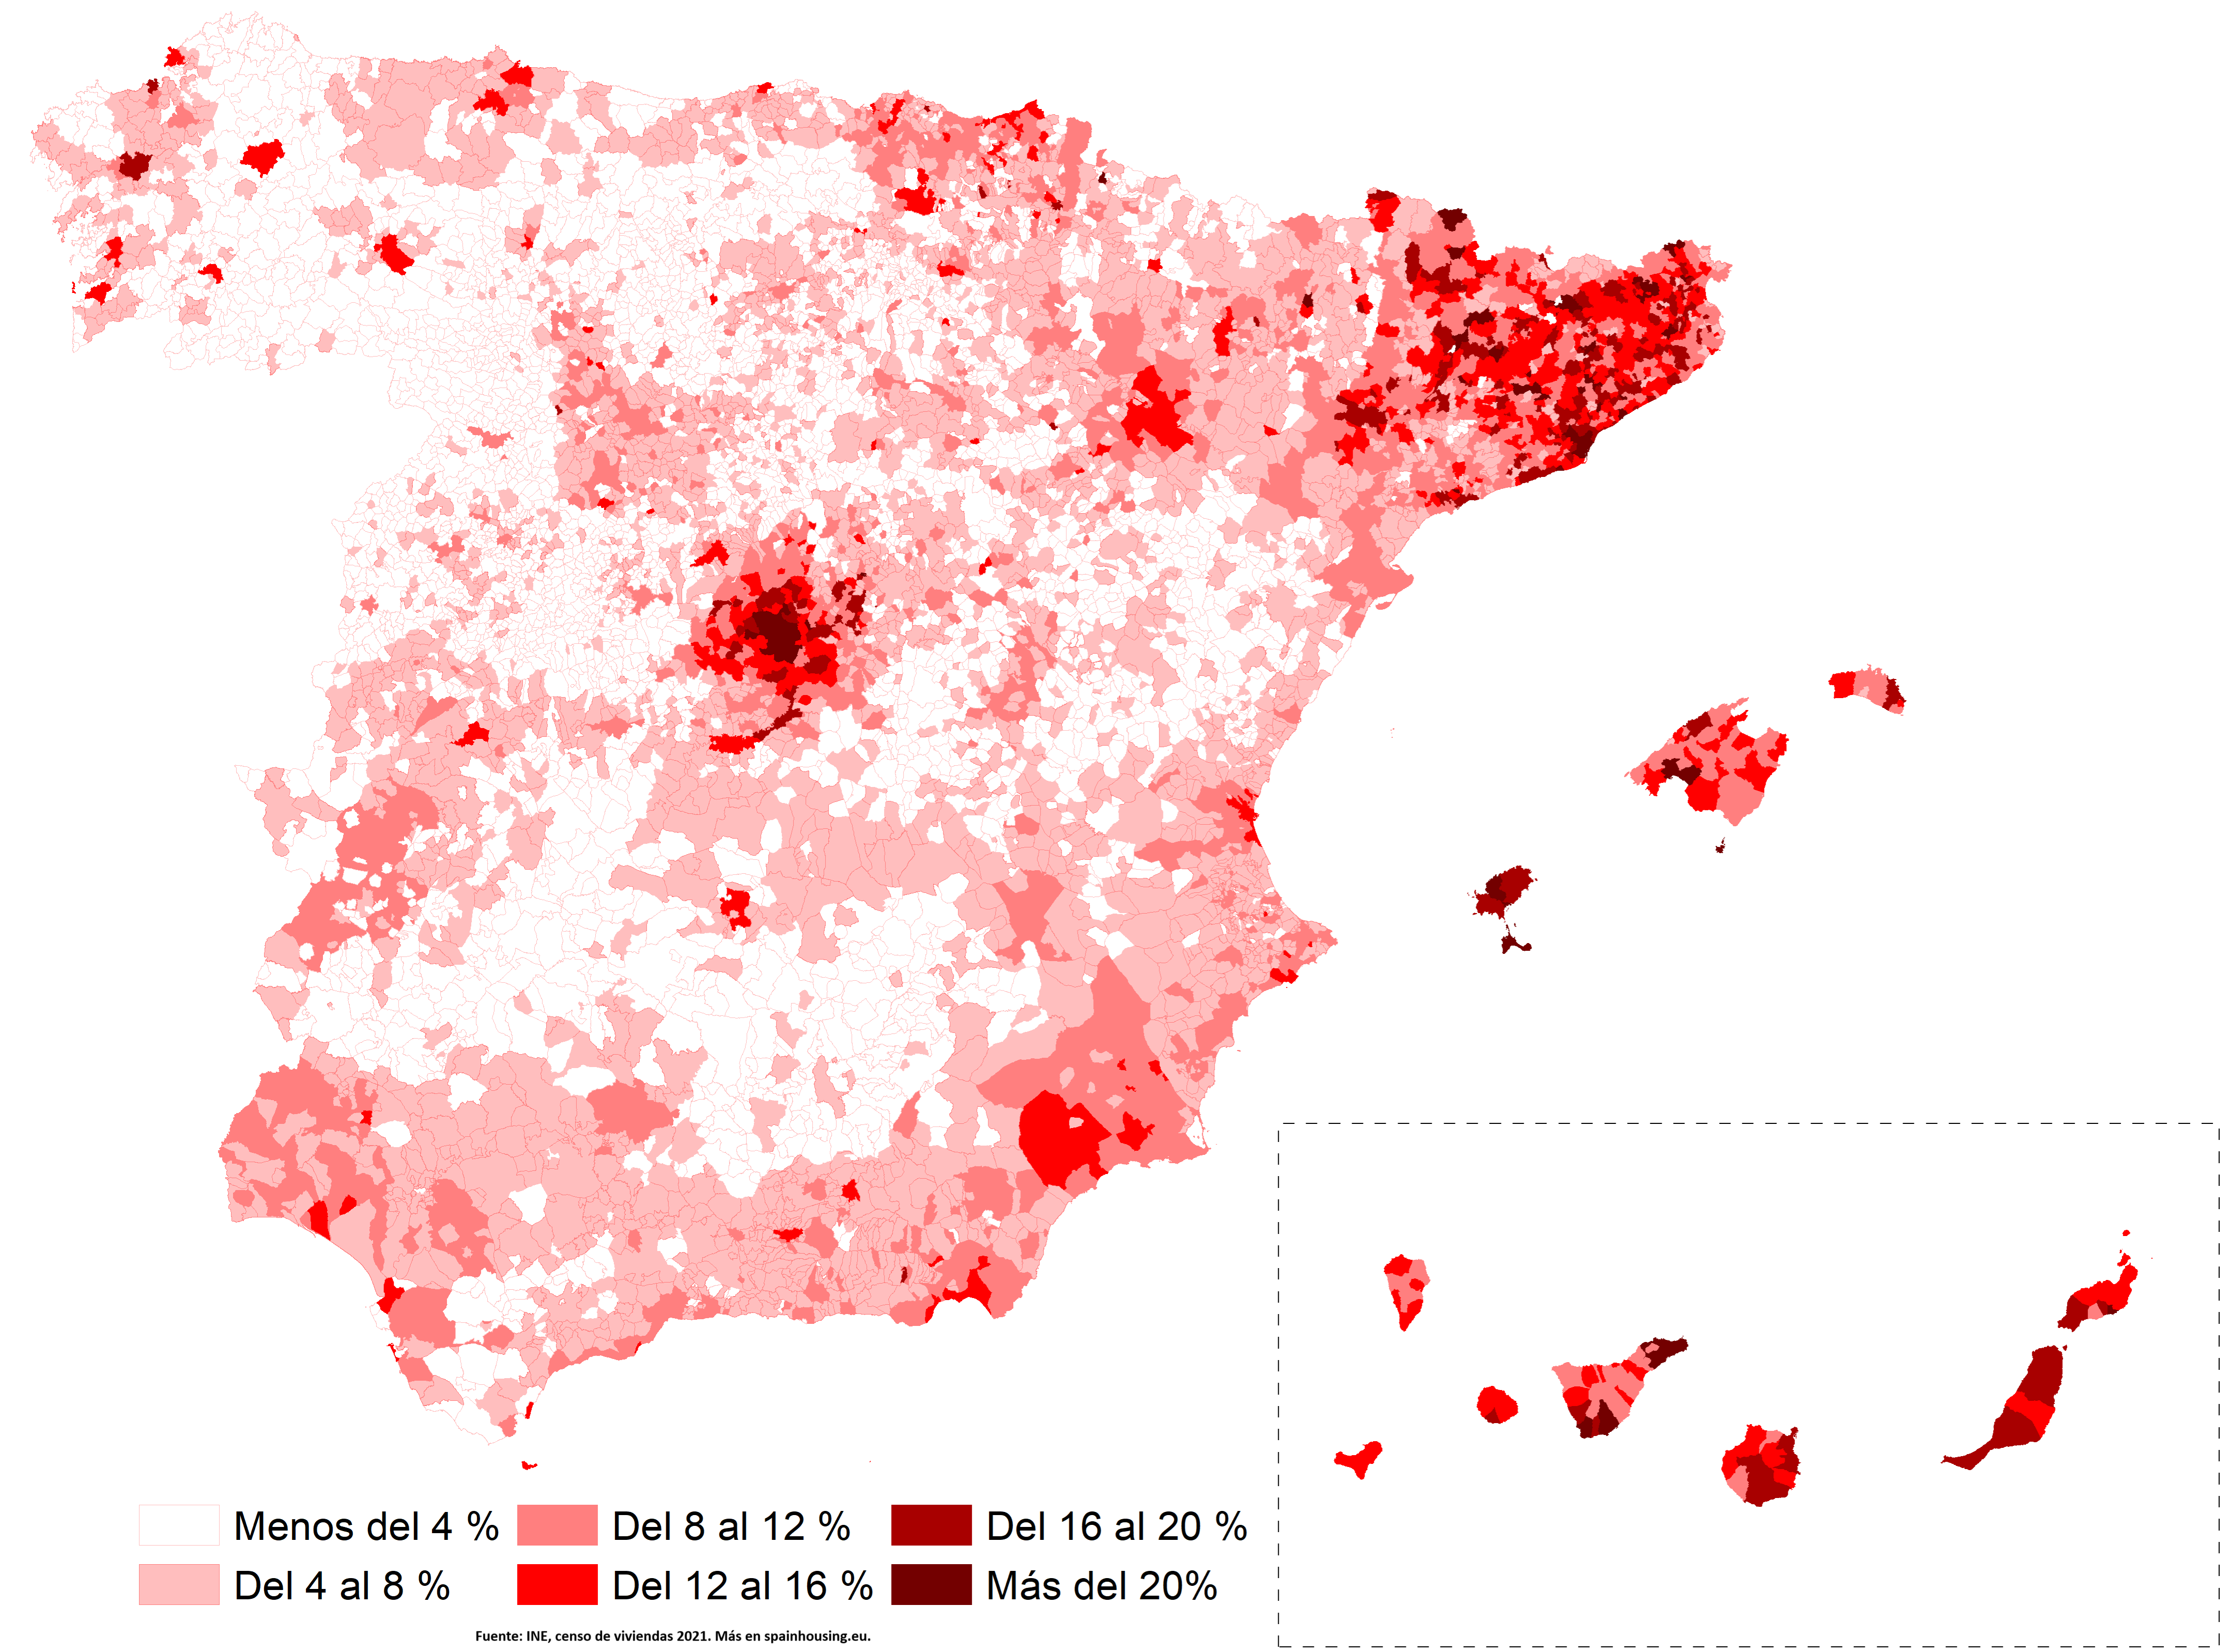 Menos del 4 %
Del 4 al 8 %
Del 8 al 12 %
Del 12 al 16 %
Del 16 al 20 %
Más del 20%
Fuente: INE, censo de viviendas 2021. Más en spainhousing.eu.